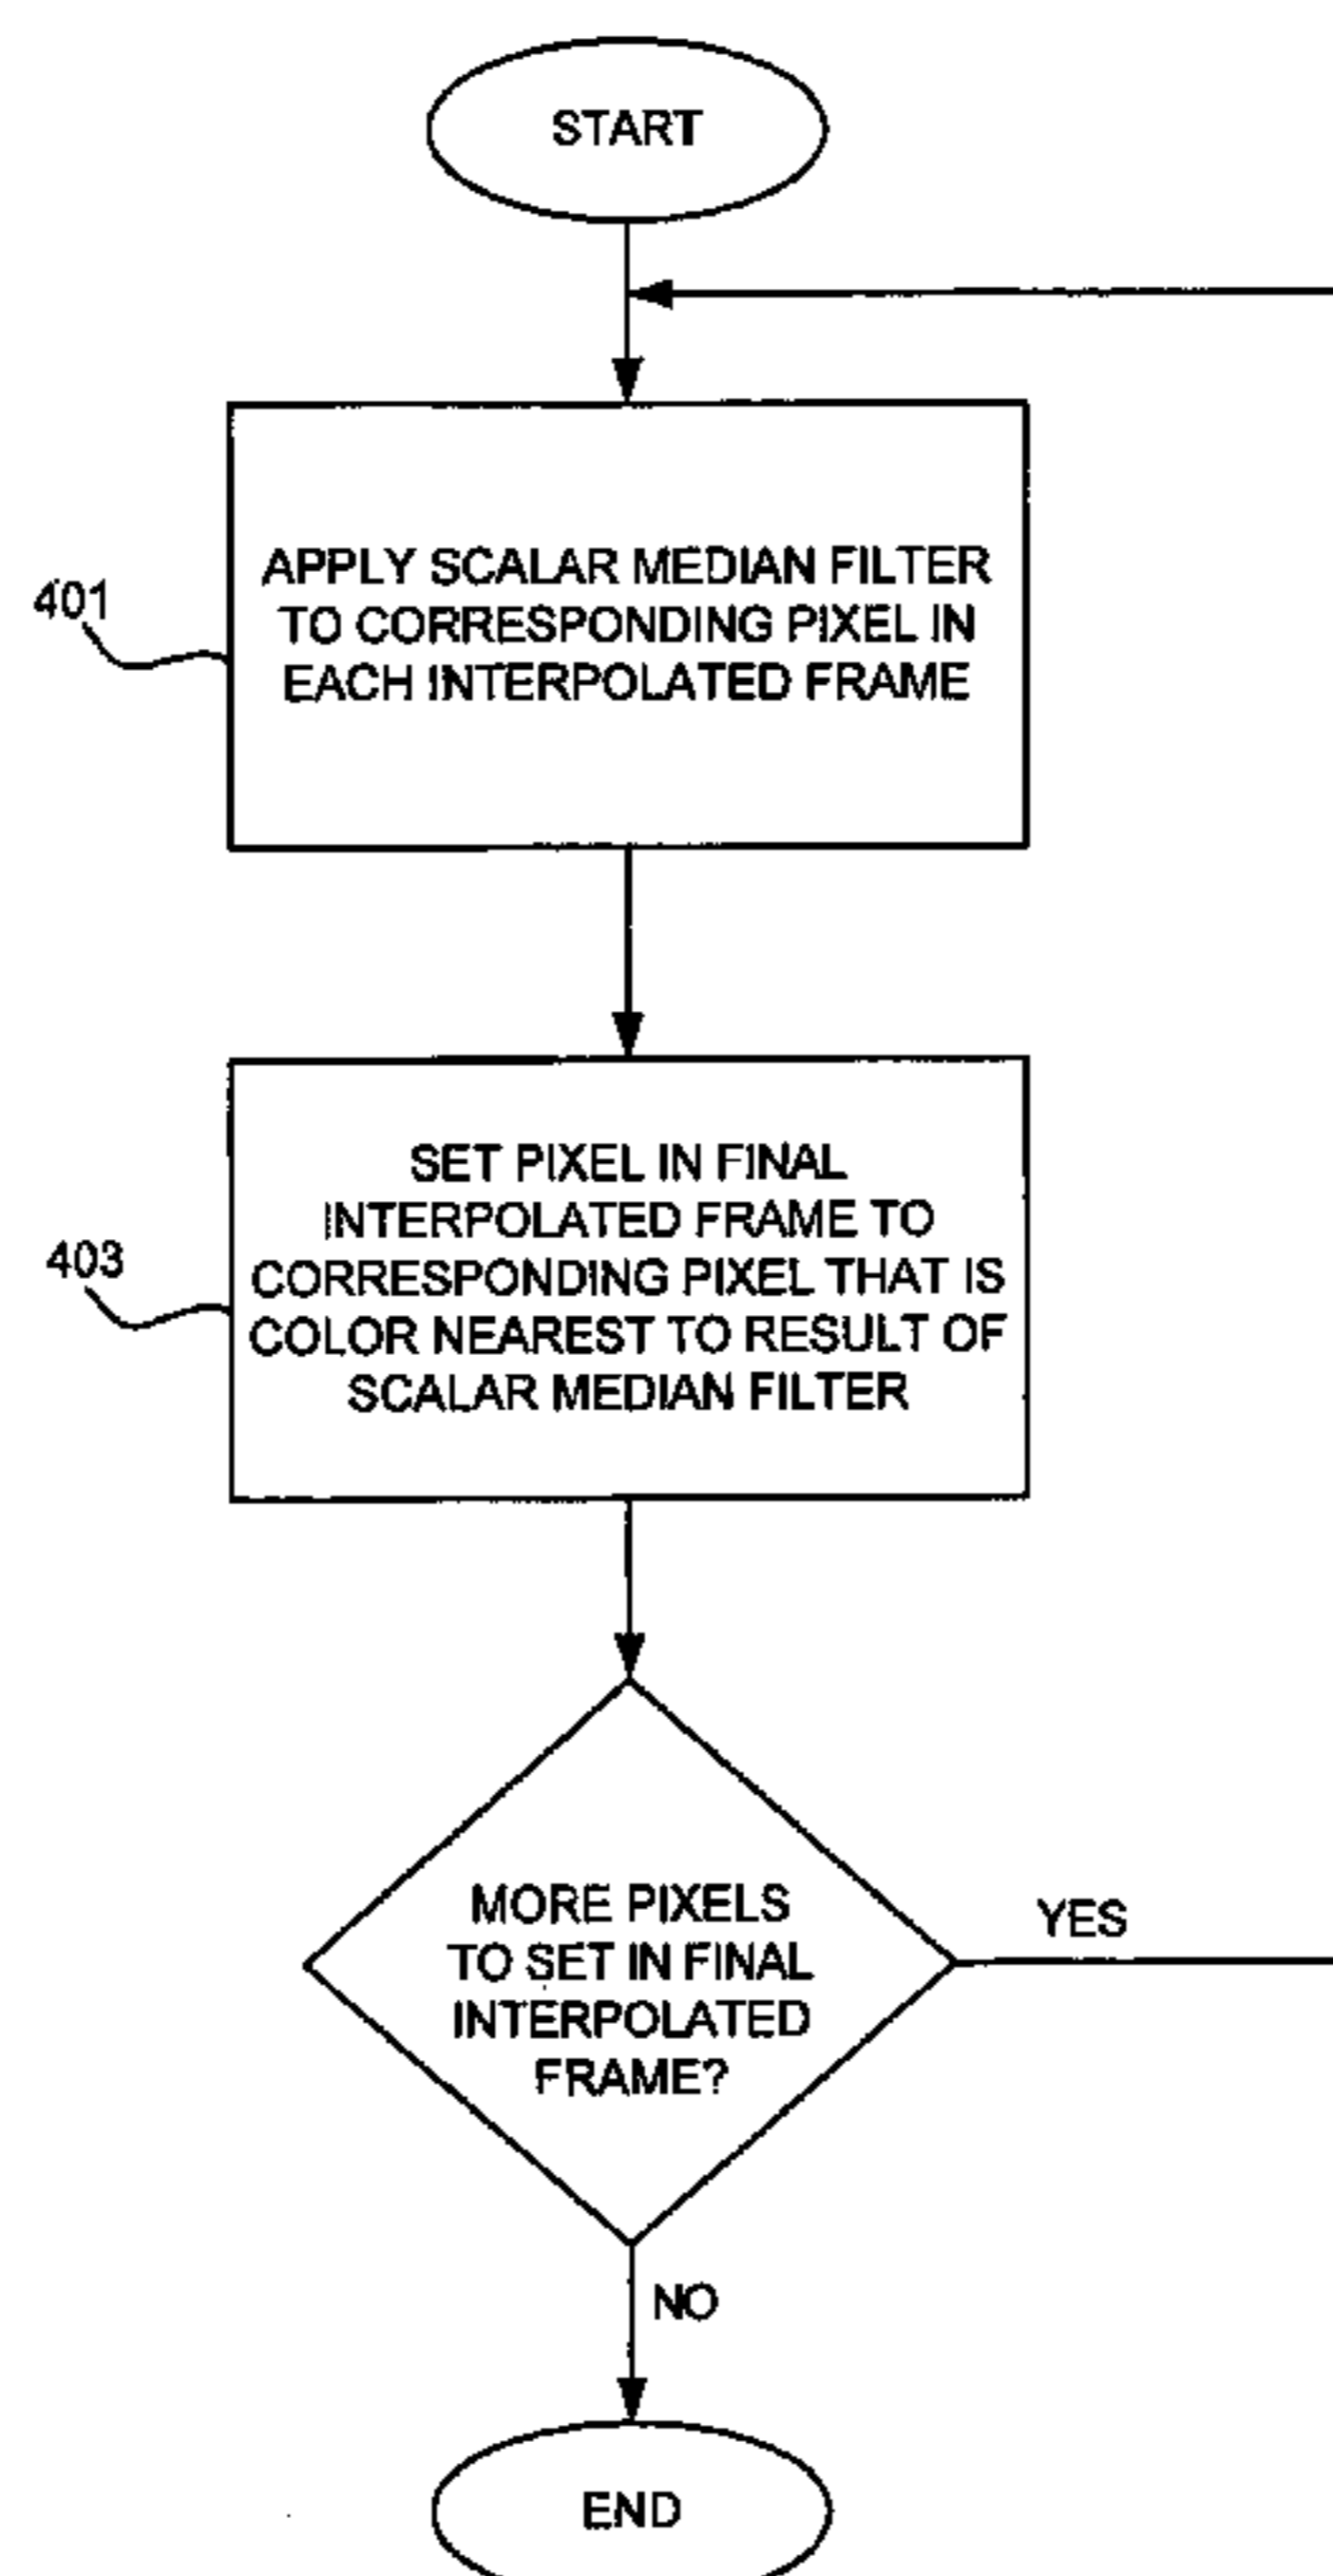 START
APPLY SCALAR MEDIAN FILTER
TO CORRESPONDING PIXEL IN
EACH INTERPOLATED FRAME
401
SET PIXEL IN FINAL
INTERPOLATED FRAME TO
CORRESPONDING PIXEL THAT IS
COLOR NEAREST TO RESULT OF
SCALAR MEDIAN FILTER
403
MORE PIXELS
TO SET IN FINAL
INTERPOLATED
FRAME?
YES
NO
END